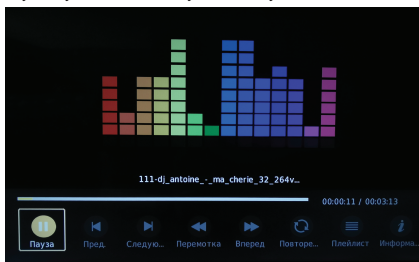 111-dj_antoine_-_ma_cherie_32_264v...
00:00:11 / 00:03:13
Пауза
Пред.
Следую...
Перемотка
Вперед
Повторе...
Плейлист
Информа...